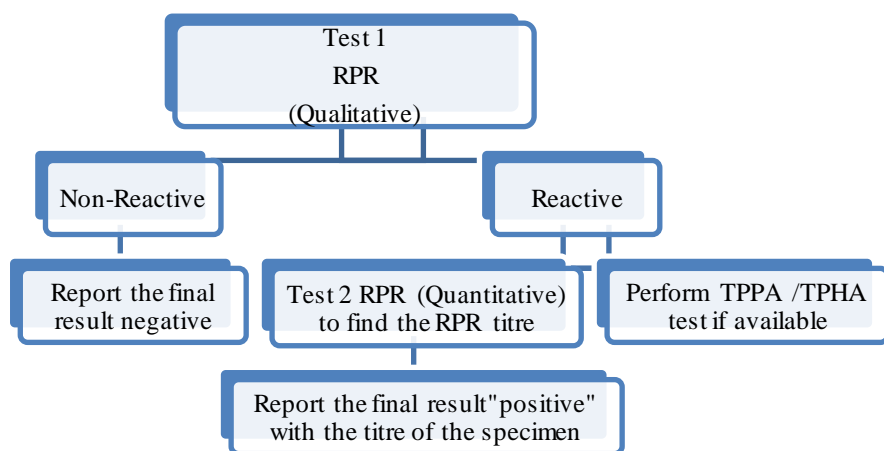 Test 1
RPR
(Qualitative)
Non-Reactive
Reactive
Report the final
result negative
Test 2 RPR (Quantitative)
to find the RPR titre
Perform TPPA /TPHA
test if available
Report the final result"positive"
with the titre of the specimen